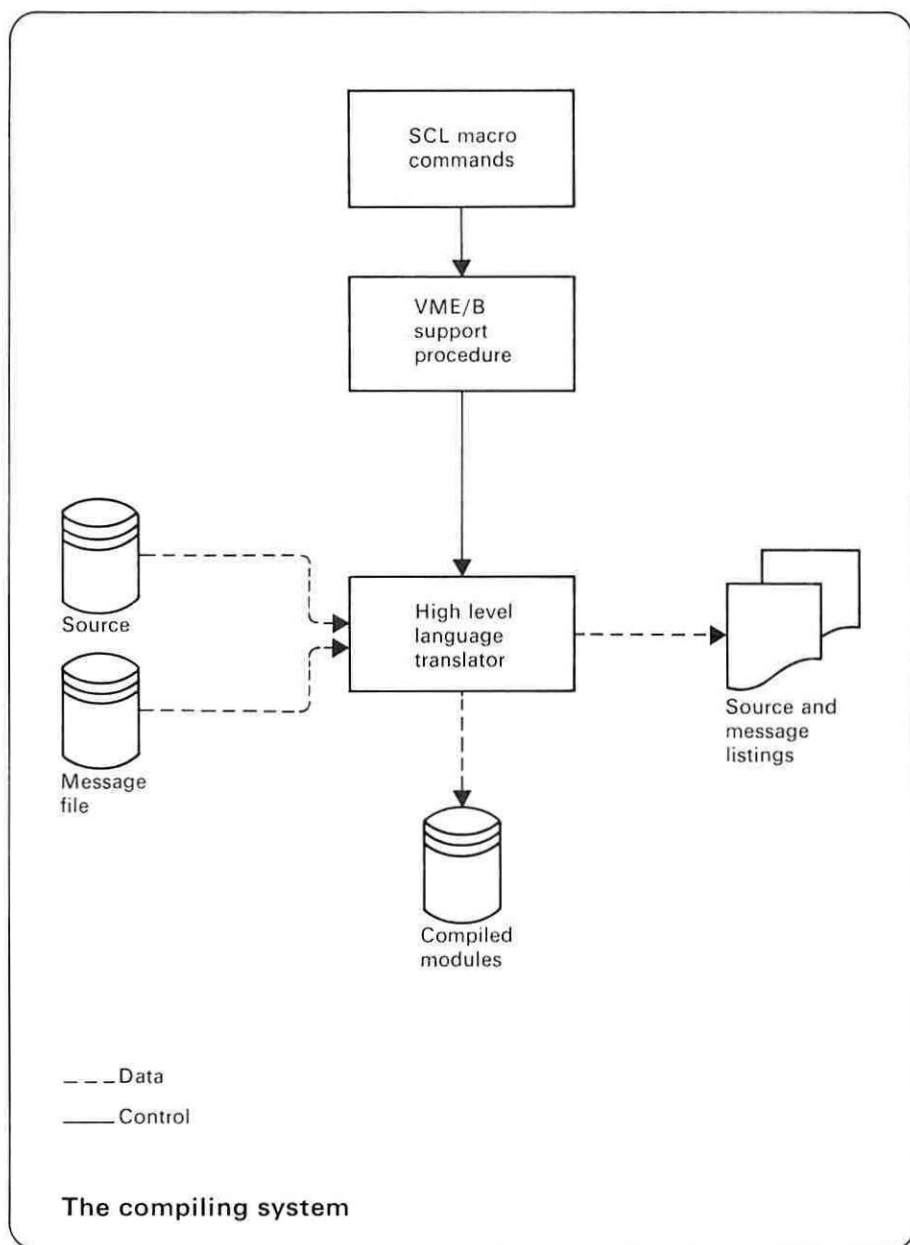 SCL macro
commands
VME/B
support
procedure
Source
High level
language
translator
Source and
message
listings
Message
file
Compiled
modules
Data
Control
The compiling system